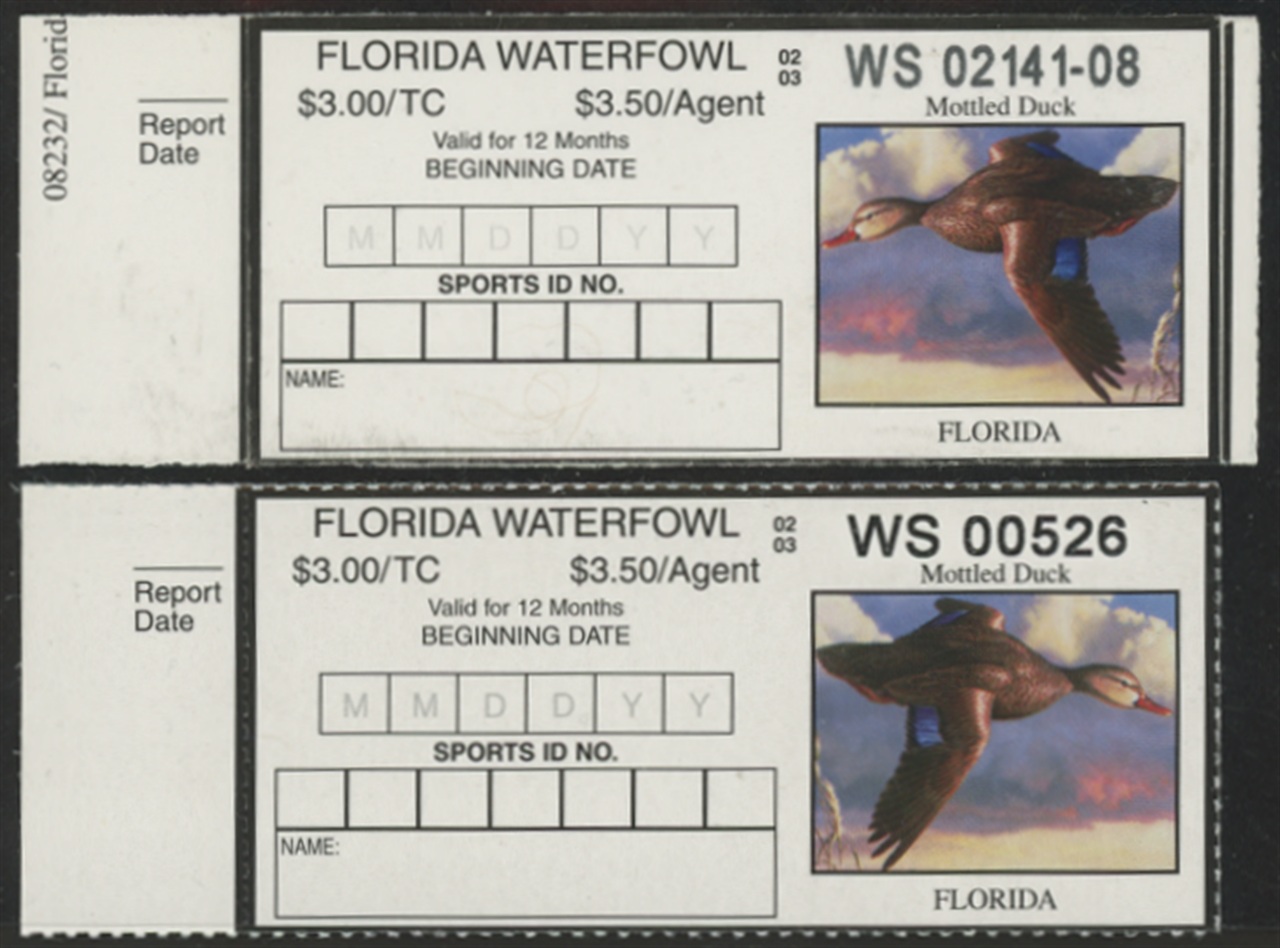 08232/ Florid
Report
Date
FLORIDA WATERFOWL
02
03
$3.00/TC $3.50/Agent
Valid for 12 Months
BEGINNING DATE
M M D D Y Y
SPORTS ID NO.
NAME:
WS 02141-08
Mottled Duck
FLORIDA
Report
Date
FLORIDA WATERFOWL
02
03
$3.00/TC $3.50/Agent
Valid for 12 Months
BEGINNING DATE
M M D D Y Y
SPORTS ID NO.
NAME:
WS 00526
Mottled Duck
FLORIDA